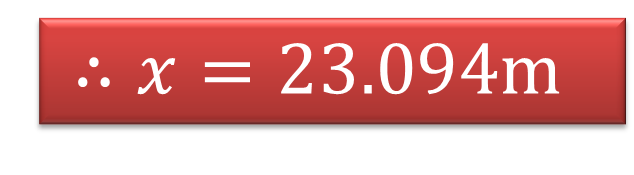 ∴ x = 23.094m